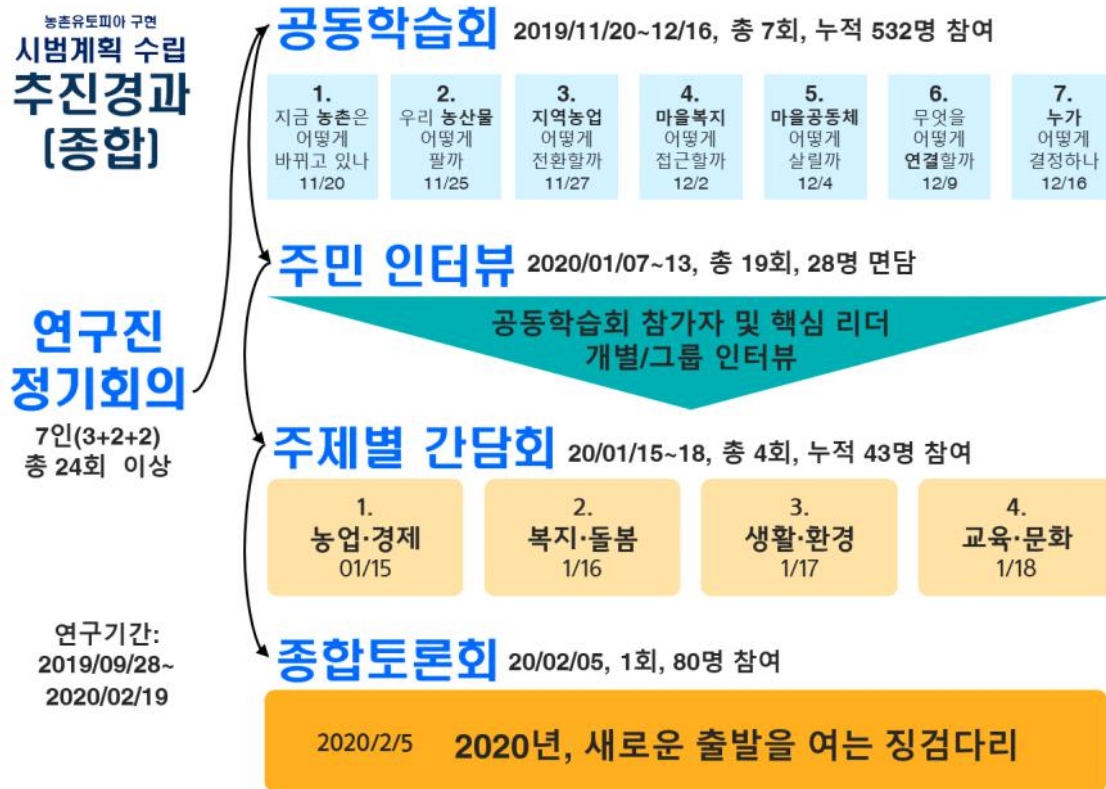 농촌유토피아 구현
시범계획 수립
추진경과
(종합)
공동학습회 2019/11/20~12/16, 총 7회, 누적 532명 참여
1.
지금 농촌은
어떻게
바뀌고 있나
11/20
2.
우리 농산물
어떻게
팔까
11/25
3.
지역농업
어떻게
전환할까
11/27
4.
마을복지
어떻게
접근할까
12/2
5.
마을공동체
어떻게
살릴까
12/4
6.
무엇을
어떻게
연결할까
12/9
7.
누가
어떻게
결정하나
12/16
주민 인터뷰 2020/01/07~13, 총 19회, 28명 면담
공동학습회 참가자 및 핵심 리더
개별/그룹 인터뷰
연구진
정기회의
7인(3+2+2)
총 24회 이상
주제별 간담회 20/01/15~18, 총 4회, 누적 43명 참여
1.
농업·경제
01/15
2.
복지·돌봄
1/16
3.
생활·환경
1/17
4.
교육·문화
1/18
연구기간:
2019/09/28~
2020/02/19
종합토론회 20/02/05, 1회, 80명 참여
2020/2/5 2020년, 새로운 출발을 여는 징검다리